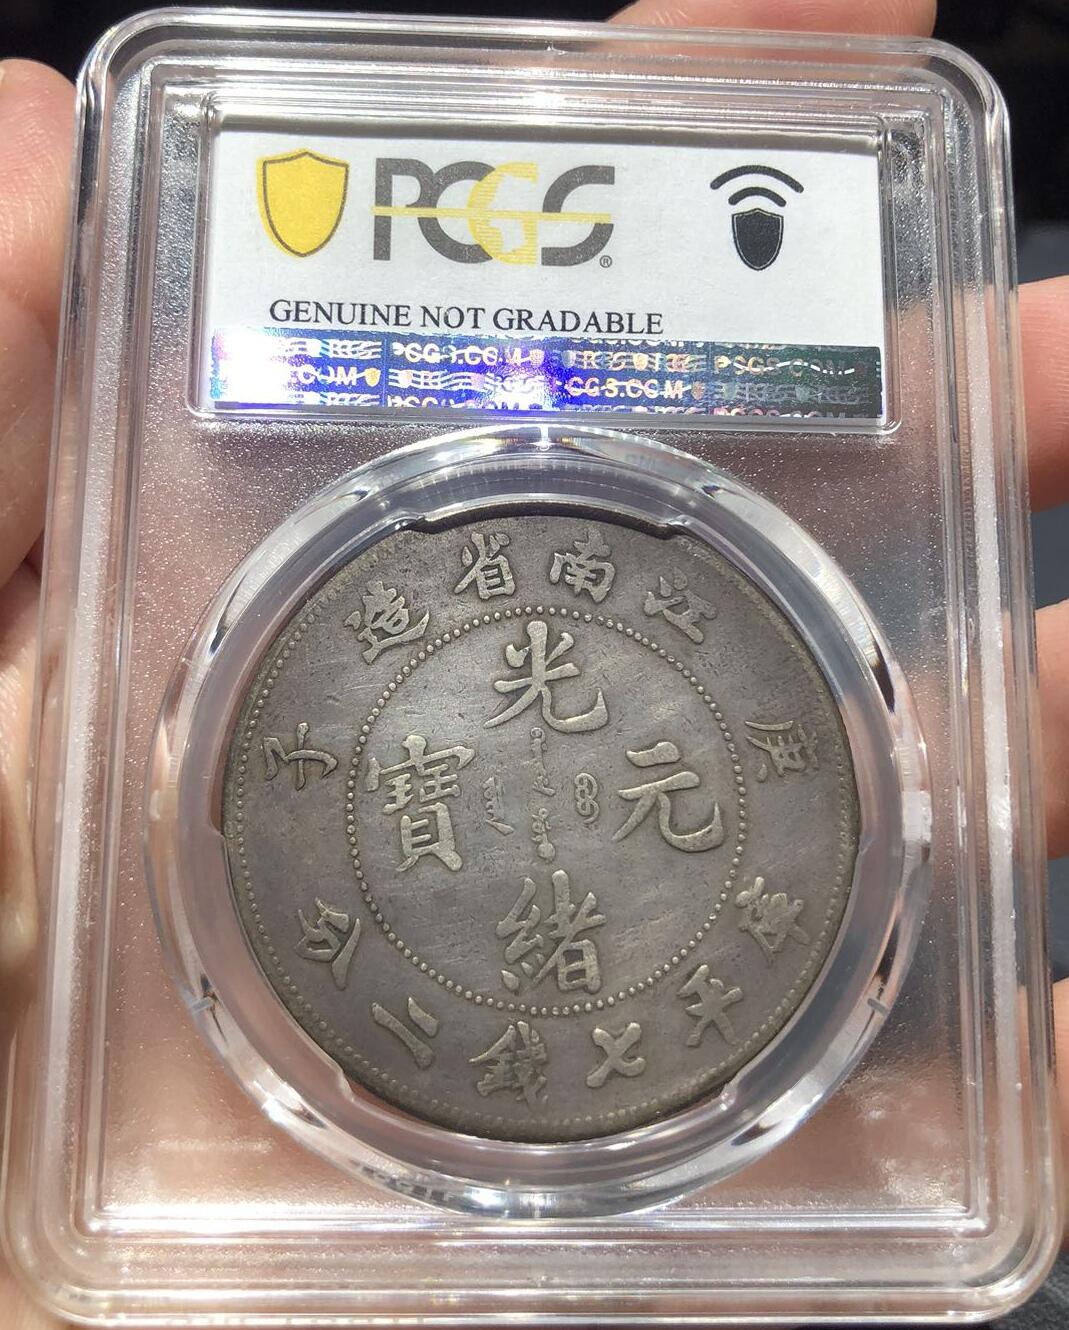 PCGS
GENUINE NOT GRADABLE
造省南江
子
庚
光緒元寶
庫平七錢二分